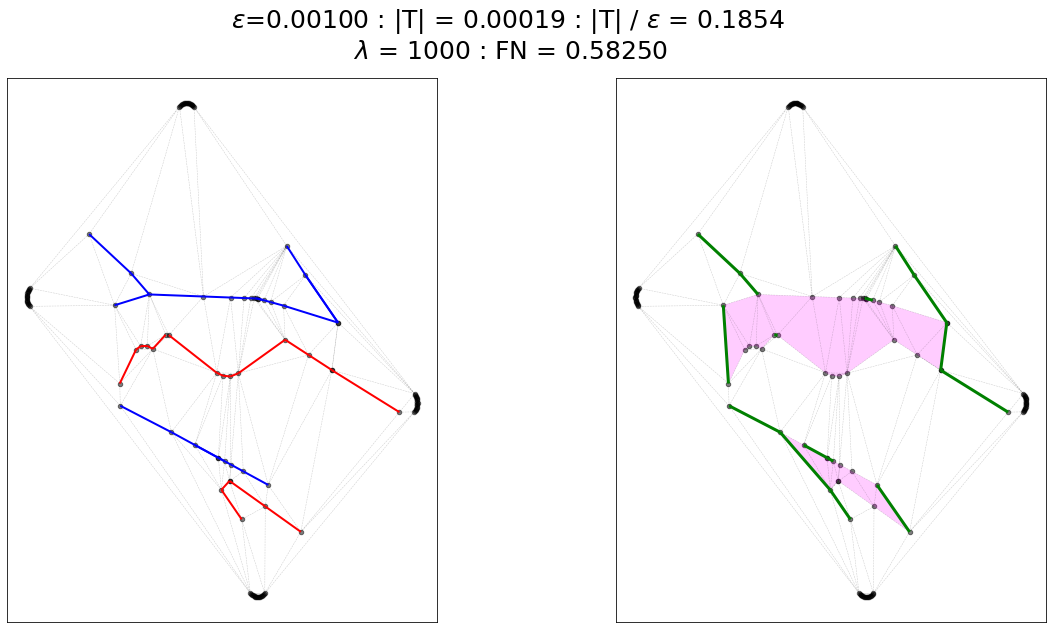 ε=0.00100 : |T| = 0.00019 : |T| / ε = 0.1854
λ = 1000 : FN = 0.58250